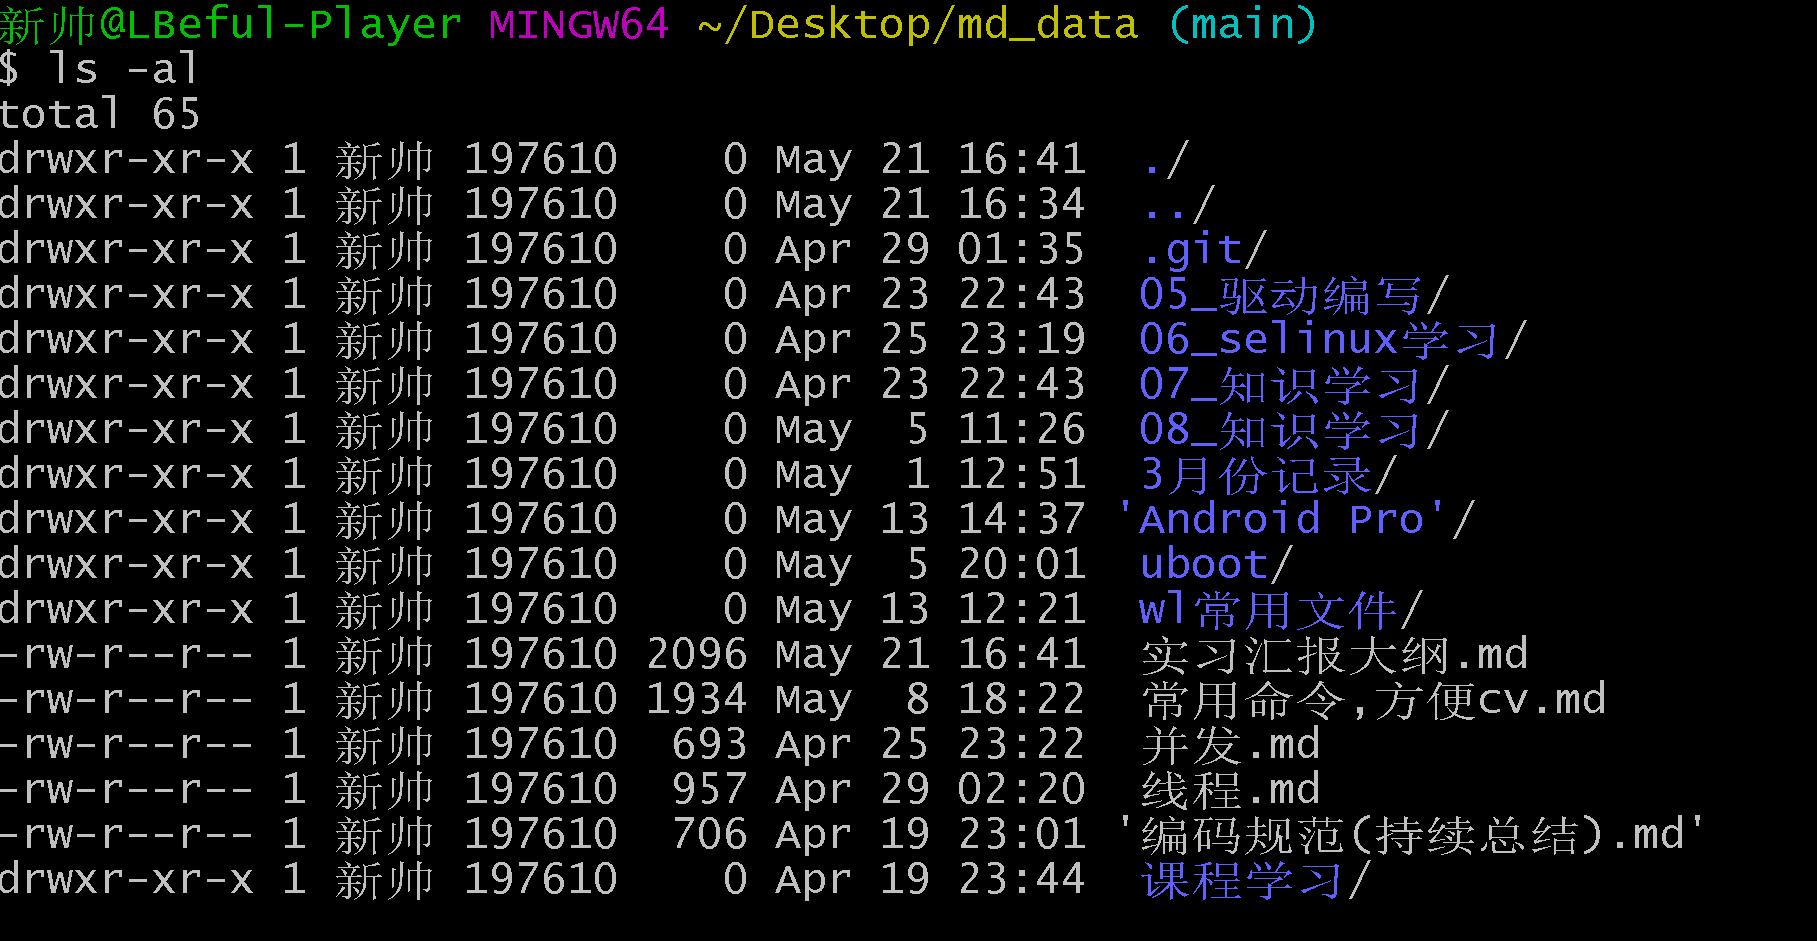 新帅@LBeful-Player MINGW64 ~/Desktop/md_data (main)
$ ls -al
total 65
drwxr-xr-x 1 新帅 197610    0 May 21 16:41  ./
drwxr-xr-x 1 新帅 197610    0 May 21 16:34  ../
drwxr-xr-x 1 新帅 197610    0 Apr 29 01:35  .git/
drwxr-xr-x 1 新帅 197610    0 Apr 23 22:43  05_驱动编写/
drwxr-xr-x 1 新帅 197610    0 Apr 25 23:19  06_selinux学习/
drwxr-xr-x 1 新帅 197610    0 Apr 23 22:43  07_知识学习/
drwxr-xr-x 1 新帅 197610    0 May  5 11:26  08_知识学习/
drwxr-xr-x 1 新帅 197610    0 May  1 12:51  3月份记录/
drwxr-xr-x 1 新帅 197610    0 May 13 14:37 'Android Pro'/
drwxr-xr-x 1 新帅 197610    0 May  5 20:01  uboot/
drwxr-xr-x 1 新帅 197610    0 May 13 12:21  wl常用文件/
-rw-r--r-- 1 新帅 197610 2096 May 21 16:41  实习汇报大纲.md
-rw-r--r-- 1 新帅 197610 1934 May  8 18:22  常用命令,方便cv.md
-rw-r--r-- 1 新帅 197610  693 Apr 25 23:22  并发.md
-rw-r--r-- 1 新帅 197610  957 Apr 29 02:20  线程.md
-rw-r--r-- 1 新帅 197610  706 Apr 19 23:01 '编码规范(持续总结).md'
drwxr-xr-x 1 新帅 197610    0 Apr 19 23:44  课程学习/